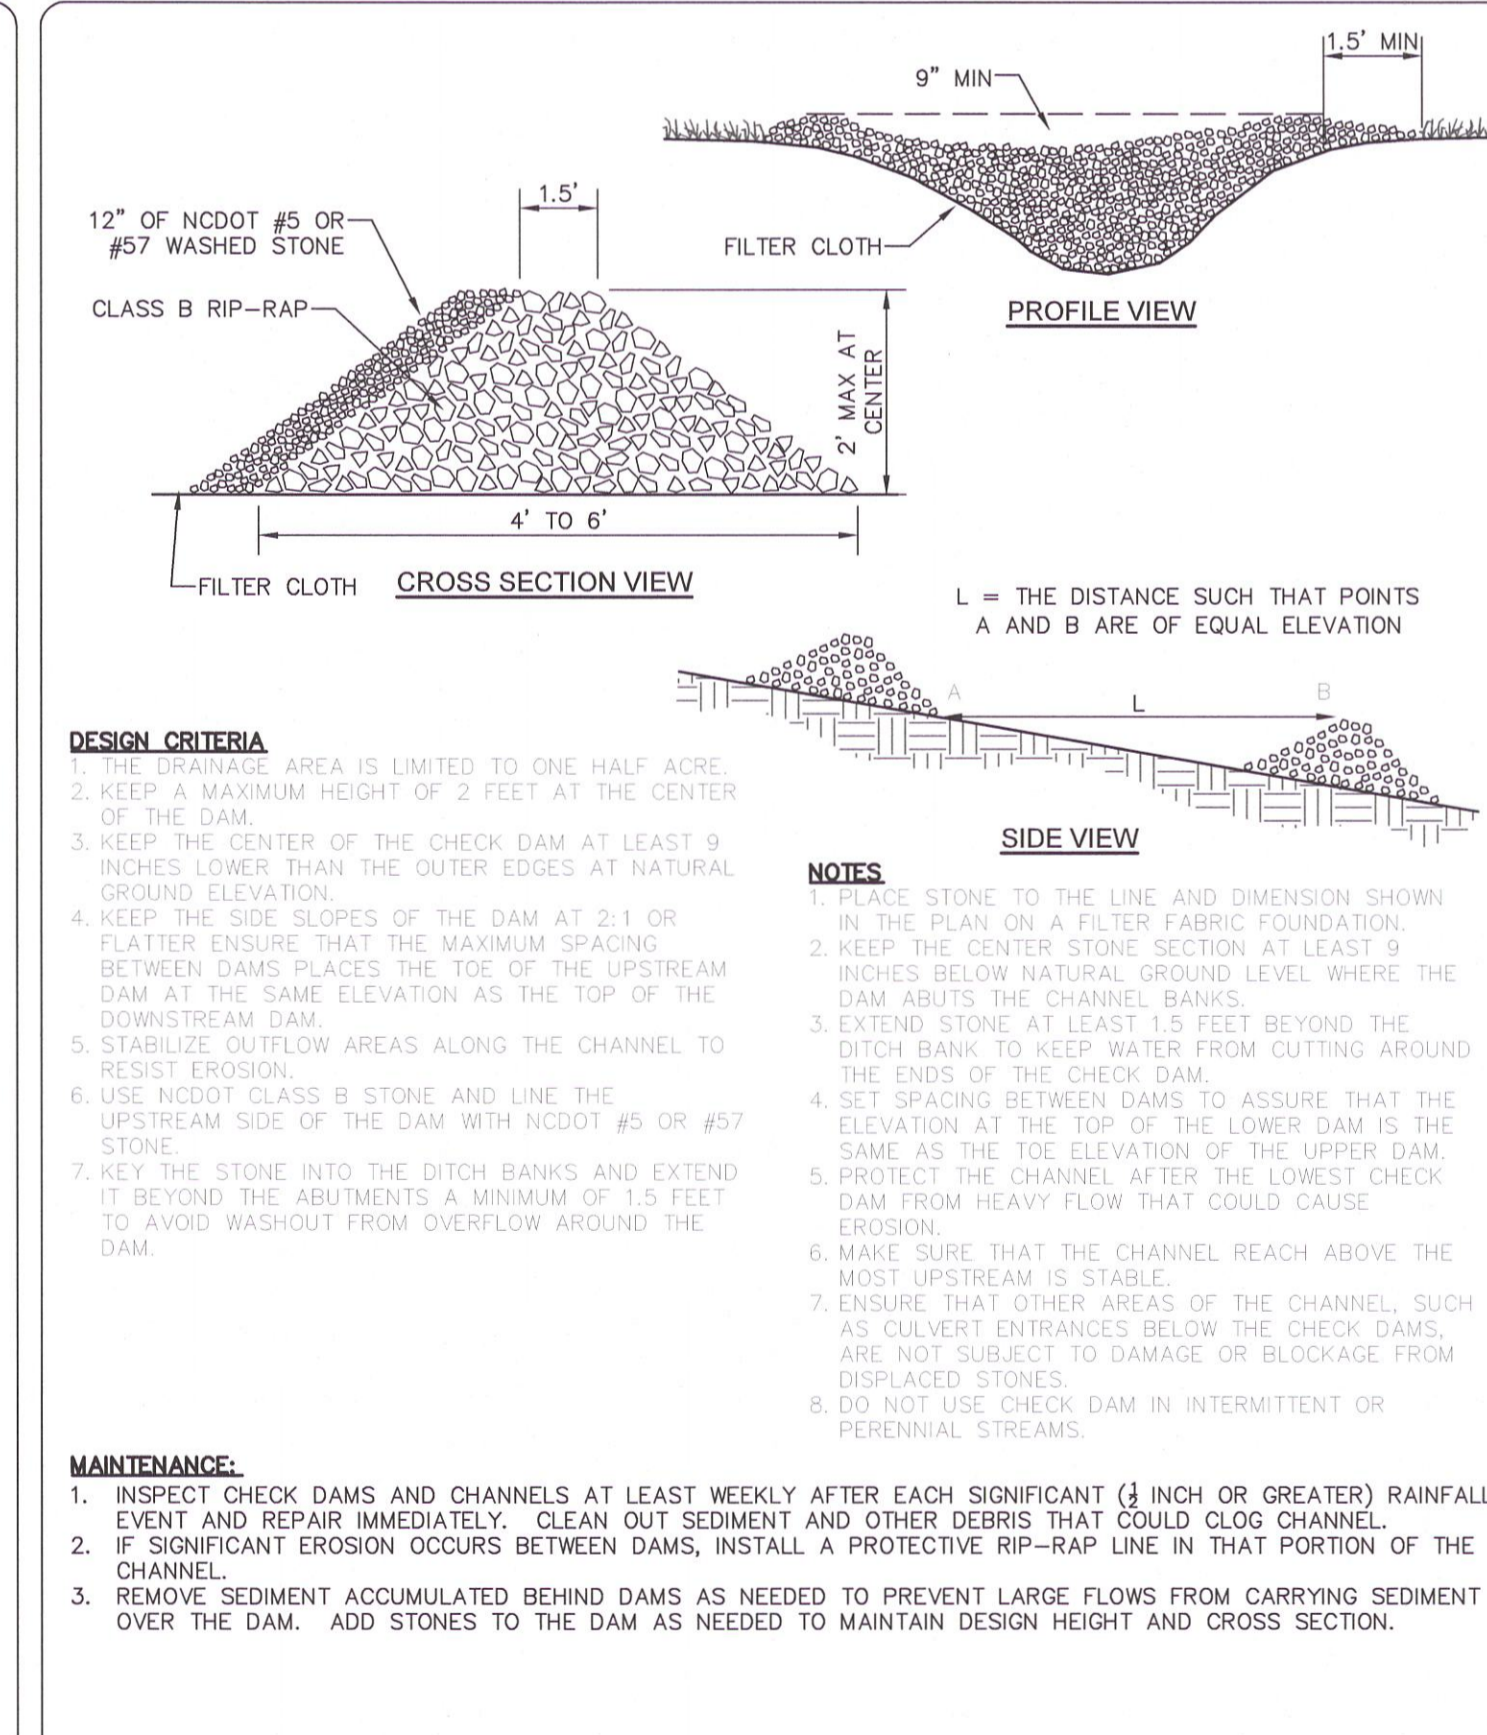 1.5' MIN
9" MIN
FILTER CLOTH
PROFILE VIEW
12" OF NCDOT #5 OR
#57 WASHED STONE
1.5'
CLASS B RIP-RAP
2' MAX AT
CENTER
4' TO 6'
FILTER CLOTH
CROSS SECTION VIEW
L = THE DISTANCE SUCH THAT POINTS
A AND B ARE OF EQUAL ELEVATION
A
L
B
SIDE VIEW
DESIGN CRITERIA
1. THE DRAINAGE AREA IS LIMITED TO ONE HALF ACRE.
2. KEEP A MAXIMUM HEIGHT OF 2 FEET AT THE CENTER
OF THE DAM.
3. KEEP THE CENTER OF THE CHECK DAM AT LEAST 9
INCHES LOWER THAN THE OUTER EDGES AT NATURAL
GROUND ELEVATION.
4. KEEP THE SIDE SLOPES OF THE DAM AT 2:1 OR
FLATTER ENSURE THAT THE MAXIMUM SPACING
BETWEEN DAMS PLACES THE TOE OF THE UPSTREAM
DAM AT THE SAME ELEVATION AS THE TOP OF THE
DOWNSTREAM DAM.
5. STABILIZE OUTFLOW AREAS ALONG THE CHANNEL TO
RESIST EROSION.
6. USE NCDOT CLASS B STONE AND LINE THE
UPSTREAM SIDE OF THE DAM WITH NCDOT #5 OR #57
STONE.
7. KEY THE STONE INTO THE DITCH BANKS AND EXTEND
IT BEYOND THE ABUTMENTS A MINIMUM OF 1.5 FEET
TO AVOID WASHOUT FROM OVERFLOW AROUND THE
DAM.
NOTES
1. PLACE STONE TO THE LINE AND DIMENSION SHOWN
IN THE PLAN ON A FILTER FABRIC FOUNDATION.
2. KEEP THE CENTER STONE SECTION AT LEAST 9
INCHES BELOW NATURAL GROUND LEVEL WHERE THE
DAM ABUTS THE CHANNEL BANKS.
3. EXTEND STONE AT LEAST 1.5 FEET BEYOND THE
DITCH BANK TO KEEP WATER FROM CUTTING AROUND
THE ENDS OF THE CHECK DAM.
4. SET SPACING BETWEEN DAMS TO ASSURE THAT THE
ELEVATION AT THE TOP OF THE LOWER DAM IS THE
SAME AS THE TOE ELEVATION OF THE UPPER DAM.
5. PROTECT THE CHANNEL AFTER THE LOWEST CHECK
DAM FROM HEAVY FLOW THAT COULD CAUSE
EROSION.
6. MAKE SURE THAT THE CHANNEL REACH ABOVE THE
MOST UPSTREAM IS STABLE.
7. ENSURE THAT OTHER AREAS OF THE CHANNEL, SUCH
AS CULVERT ENTRANCES BELOW THE CHECK DAMS,
ARE NOT SUBJECT TO DAMAGE OR BLOCKAGE FROM
DISPLACED STONES.
8. DO NOT USE CHECK DAM IN INTERMITTENT OR
PERENNIAL STREAMS.
MAINTENANCE:
1. INSPECT CHECK DAMS AND CHANNELS AT LEAST WEEKLY AFTER EACH SIGNIFICANT (½ INCH OR GREATER) RAINFALL
EVENT AND REPAIR IMMEDIATELY. CLEAN OUT SEDIMENT AND OTHER DEBRIS THAT COULD CLOG CHANNEL.
2. IF SIGNIFICANT EROSION OCCURS BETWEEN DAMS, INSTALL A PROTECTIVE RIP-RAP LINE IN THAT PORTION OF THE
CHANNEL.
3. REMOVE SEDIMENT ACCUMULATED BEHIND DAMS AS NEEDED TO PREVENT LARGE FLOWS FROM CARRYING SEDIMENT
OVER THE DAM. ADD STONES TO THE DAM AS NEEDED TO MAINTAIN DESIGN HEIGHT AND CROSS SECTION.